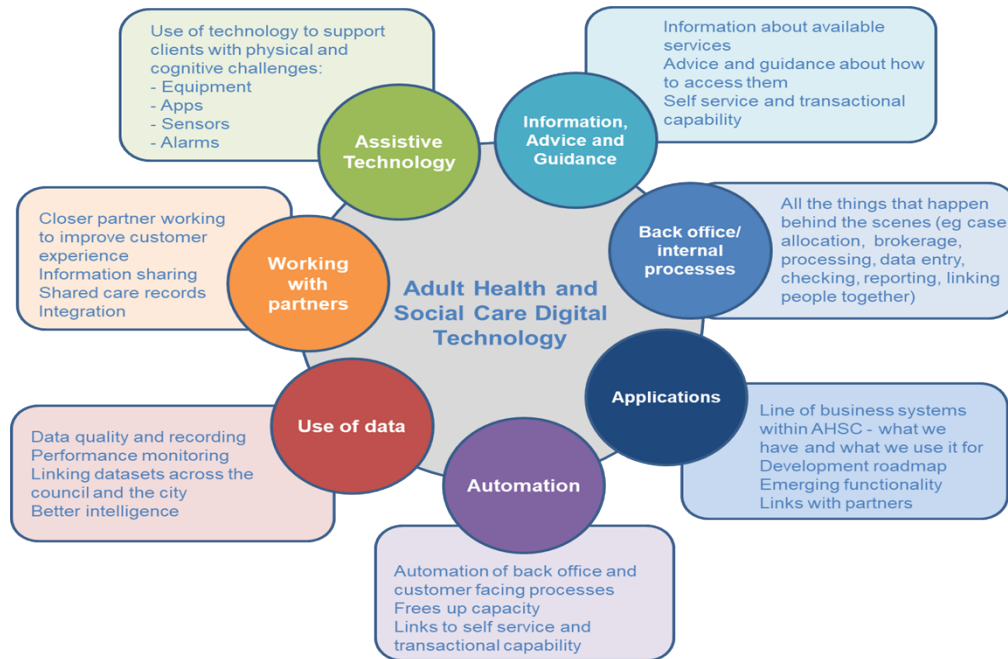 Use of technology to support
clients with physical and
cognitive challenges:
- Equipment
- Apps
- Sensors
- Alarms
Assistive
Technology
Information about available
services
Advice and guidance about how
to access them
Self service and transactional
capability
Information,
Advice and
Guidance
Closer partner working
to improve customer
experience
Information sharing
Shared care records
Integration
Working
with
partners
Adult Health and
Social Care Digital
Technology
Back office/
internal
processes
All the things that happen
behind the scenes (eg case
allocation, brokerage,
processing, data entry,
checking, reporting, linking
people together)
Data quality and recording
Performance monitoring
Linking datasets across the
council and the city
Better intelligence
Use of data
Applications
Line of business systems
within AHSC - what we
have and what we use it for
Development roadmap
Emerging functionality
Links with partners
Automation
Automation of back office and
customer facing processes
Frees up capacity
Links to self service and
transactional capability